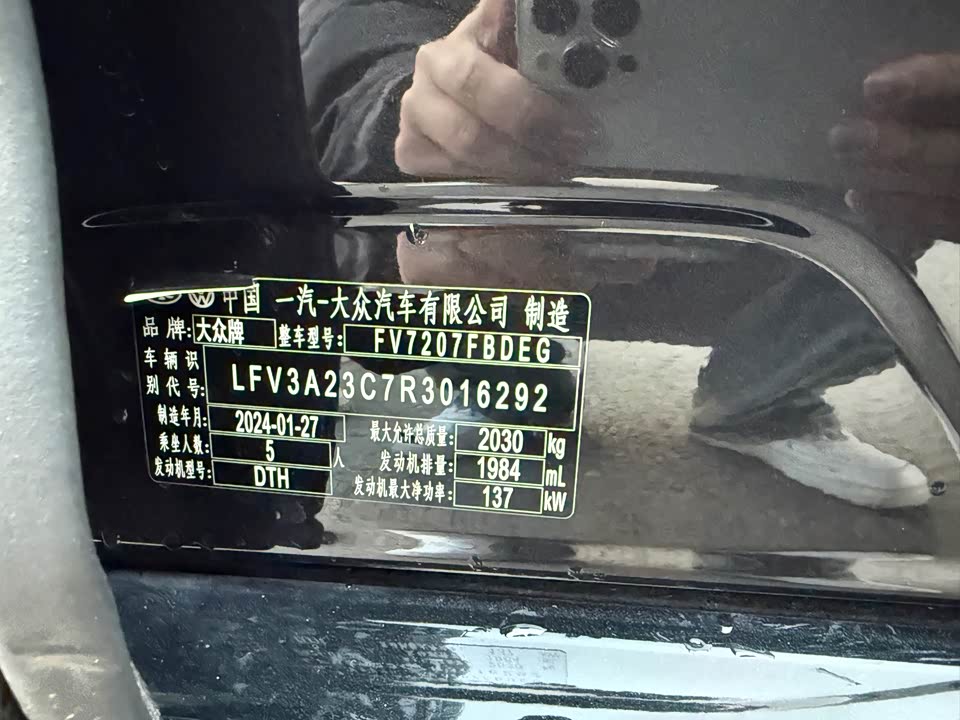 中国 一汽-大众汽车有限公司 制造
品牌: 大众牌 整车型号: FV7207FBDEG
车辆识别代号: LFV3A23C7R3016292
制造年月: 2024-01-27 最大允许总质量: 2030 kg
乘坐人数: 5 人 发动机排量: 1984 mL
发动机型号: DTH 发动机最大净功率: 137 kW